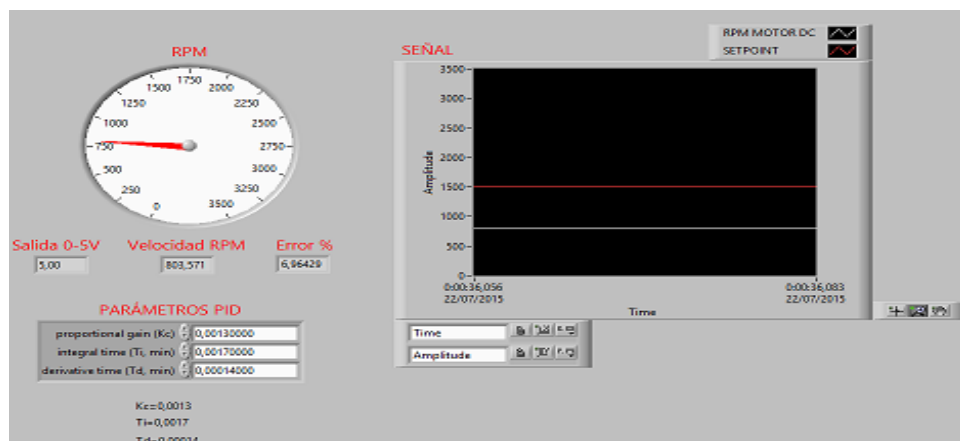 RPM
1500
1750
2000
1250
2250
1000
2500
750
2750
500
3000
250
3250
0
3500
Salida 0-5V
Velocidad RPM
Error %
5,00
803,571
6,96429
PARÁMETROS PID
proportional gain (Kc)
0,00130000
integral time (Ti, min)
0,00170000
derivative time (Td, min)
0,00014000
Kc=0,0013
Ti=0,0017
Td=0,00014
RPM MOTOR DC
SETPOINT
SEÑAL
3500
3000
2500
2000
1500
1000
500
0
Amplitude
0:00:36,056
22/07/2015
0:00:36,083
22/07/2015
Time
Time
Amplitude